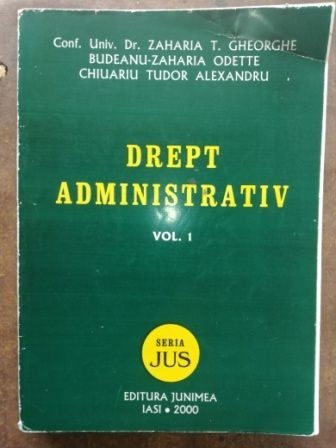 Conf. Univ. Dr. ZAHARIA T. GHEORGHE
BUDEANU-ZAHARIA ODETTE
CHIUARIU TUDOR ALEXANDRU
DREPT
ADMINISTRATIV
VOL. 1
SERIA
JUS
EDITURA JUNIMEA
IASI • 2000